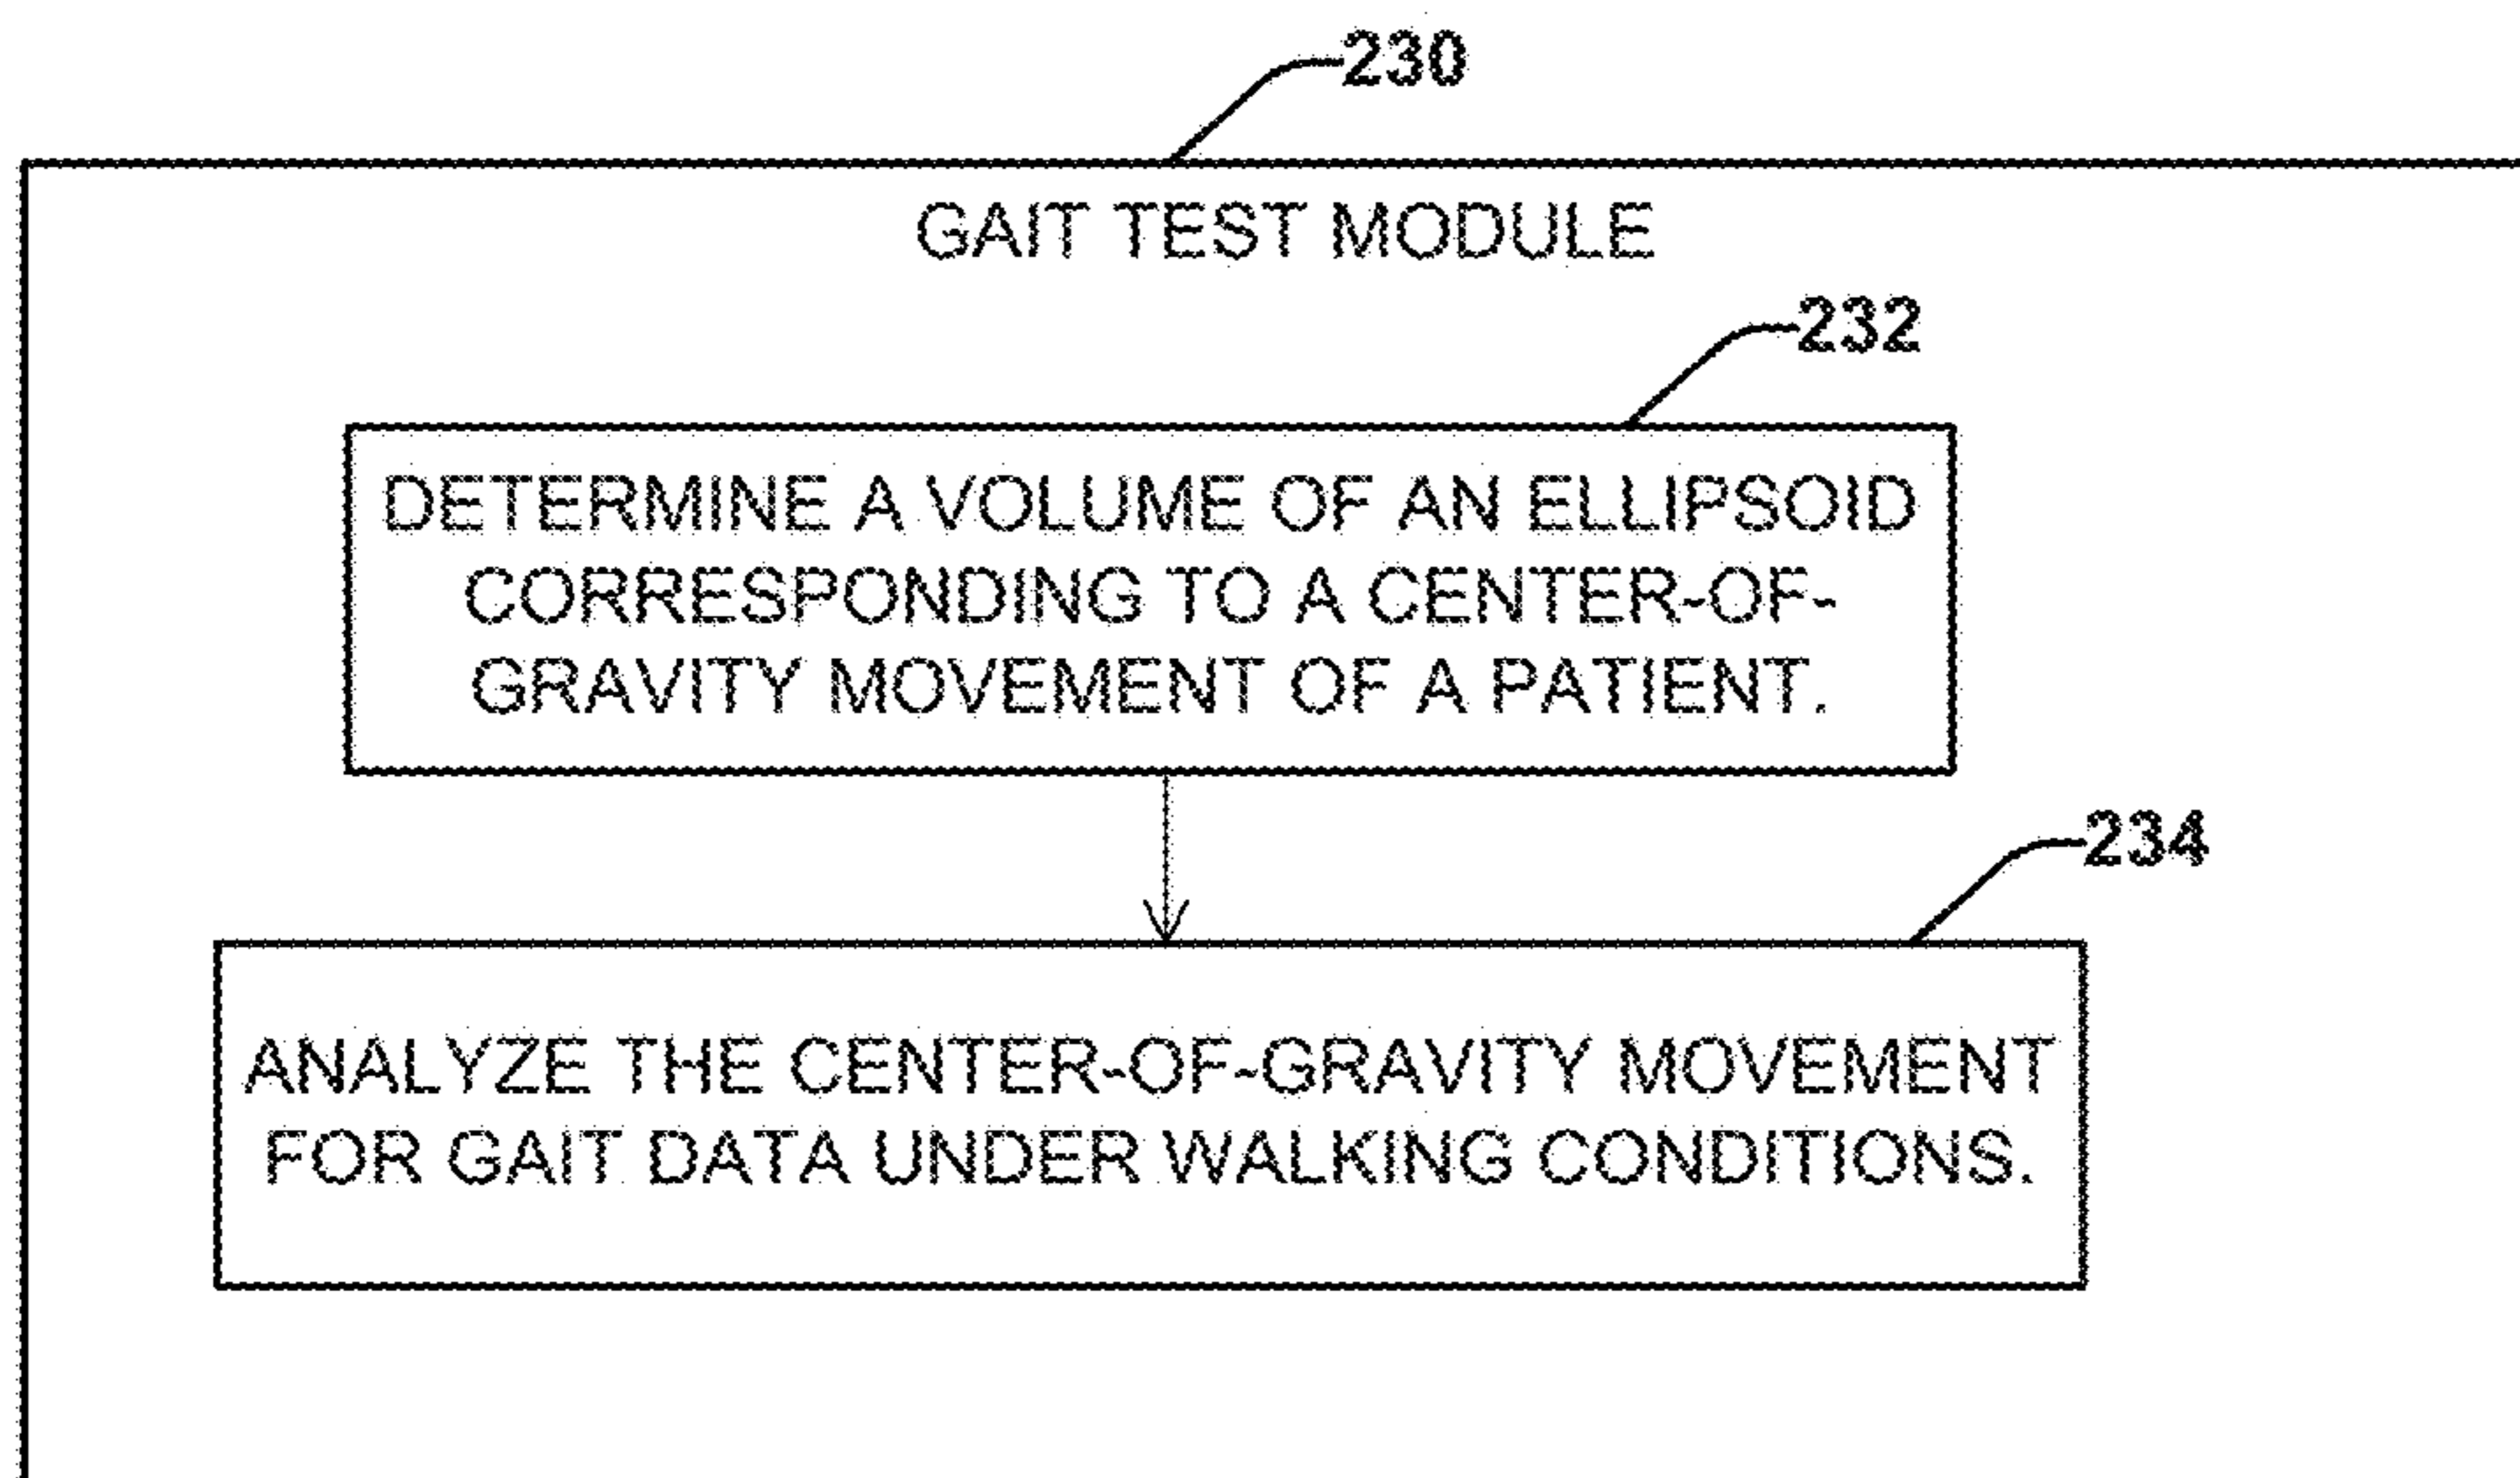 230
GAIT TEST MODULE
232
DETERMINE A VOLUME OF AN ELLIPSOID
CORRESPONDING TO A CENTER-OF-
GRAVITY MOVEMENT OF A PATIENT.
234
ANALYZE THE CENTER-OF-GRAVITY MOVEMENT
FOR GAIT DATA UNDER WALKING CONDITIONS.